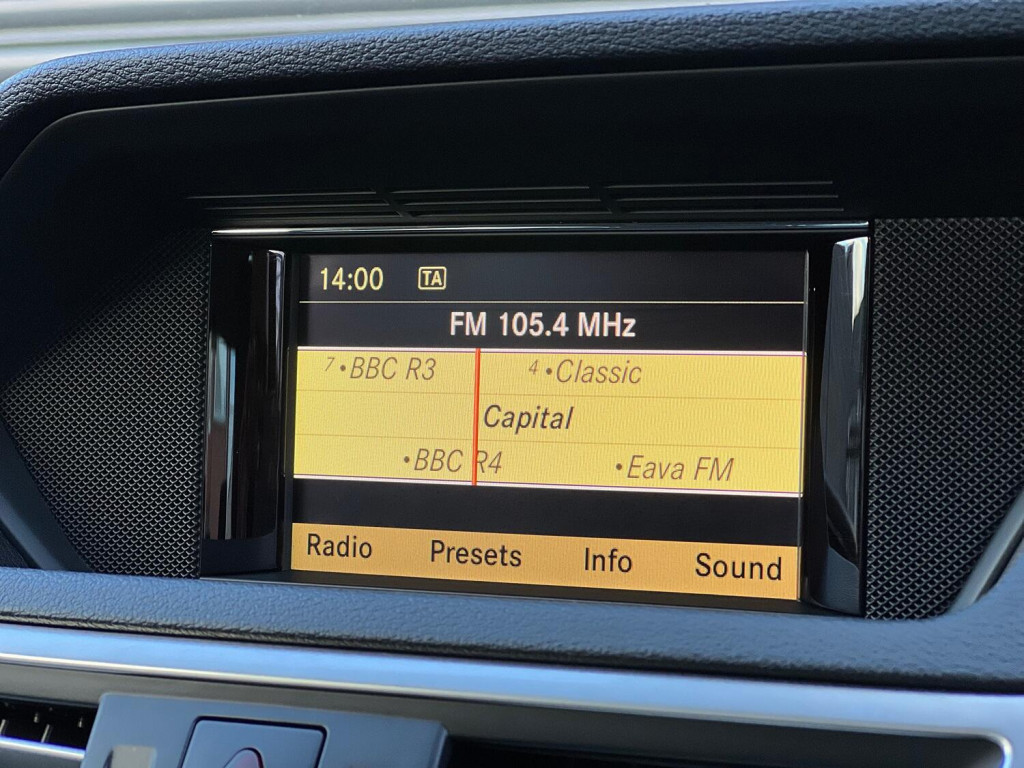 14:00 TA
FM 105.4 MHz
7 •BBC R3 4 •Classic
Capital
•BBC R4 •Eava FM
Radio Presets Info Sound